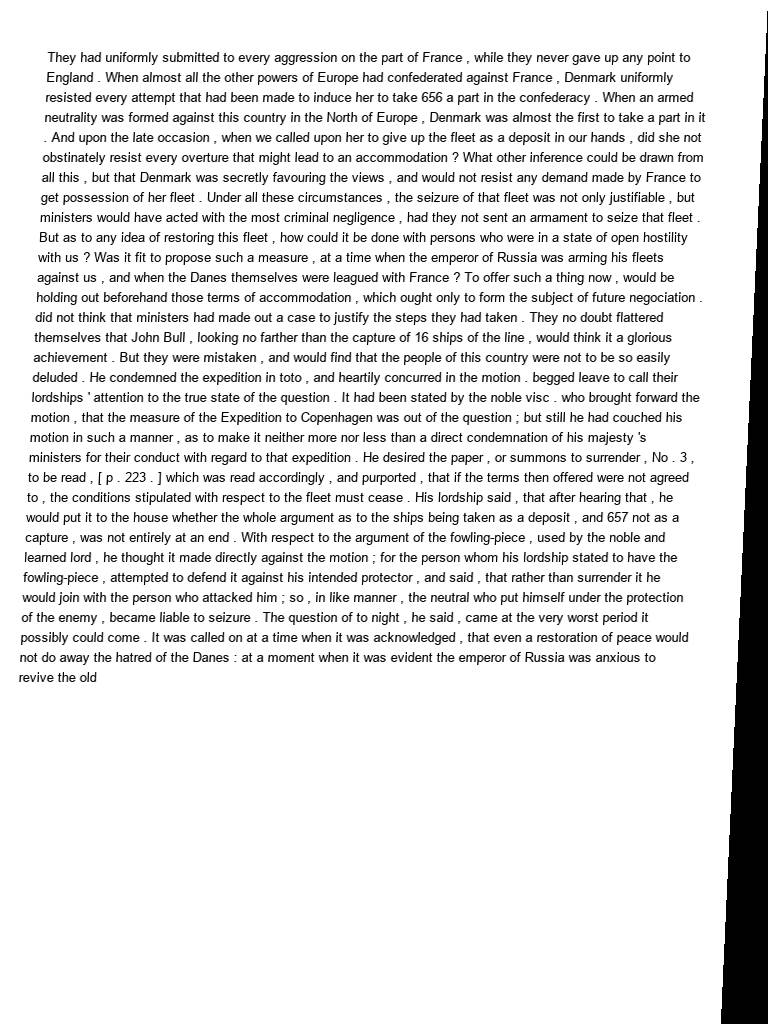 They had uniformly submitted to every aggression on the part of France , while they never gave up any point to
England . When almost all the other powers of Europe had confederated against France , Denmark uniformly
resisted every attempt that had been made to induce her to take 656 a part in the confederacy . When an armed
neutrality was formed against this country in the North of Europe , Denmark was almost the first to take a part in it
. And upon the late occasion , when we called upon her to give up the fleet as a deposit in our hands , did she not
obstinately resist every overture that might lead to an accommodation ? What other inference could be drawn from
all this , but that Denmark was secretly favouring the views , and would not resist any demand made by France to
get possession of her fleet . Under all these circumstances , the seizure of that fleet was not only justifiable , but
ministers would have acted with the most criminal negligence , had they not sent an armament to seize that fleet .
But as to any idea of restoring this fleet , how could it be done with persons who were in a state of open hostility
with us ? Was it fit to propose such a measure , at a time when the emperor of Russia was arming his fleets
against us , and when the Danes themselves were leagued with France ? To offer such a thing now , would be
holding out beforehand those terms of accommodation , which ought only to form the subject of future negociation .
did not think that ministers had made out a case to justify the steps they had taken . They no doubt flattered
themselves that John Bull , looking no farther than the capture of 16 ships of the line , would think it a glorious
achievement . But they were mistaken , and would find that the people of this country were not to be so easily
deluded . He condemned the expedition in toto , and heartily concurred in the motion . begged leave to call their
lordships ' attention to the true state of the question . It had been stated by the noble visc . who brought forward the
motion , that the measure of the Expedition to Copenhagen was out of the question ; but still he had couched his
motion in such a manner , as to make it neither more nor less than a direct condemnation of his majesty 's
ministers for their conduct with regard to that expedition . He desired the paper , or summons to surrender , No . 3 ,
to be read , [ p . 223 . ] which was read accordingly , and purported , that if the terms then offered were not agreed
to , the conditions stipulated with respect to the fleet must cease . His lordship said , that after hearing that , he
would put it to the house whether the whole argument as to the ships being taken as a deposit , and 657 not as a
capture , was not entirely at an end . With respect to the argument of the fowling-piece , used by the noble and
learned lord , he thought it made directly against the motion ; for the person whom his lordship stated to have the
fowling-piece , attempted to defend it against his intended protector , and said , that rather than surrender it he
would join with the person who attacked him ; so , in like manner , the neutral who put himself under the protection
of the enemy , became liable to seizure . The question of to night , he said , came at the very worst period it
possibly could come . It was called on at a time when it was acknowledged , that even a restoration of peace would
not do away the hatred of the Danes : at a moment when it was evident the emperor of Russia was anxious to
revive the old